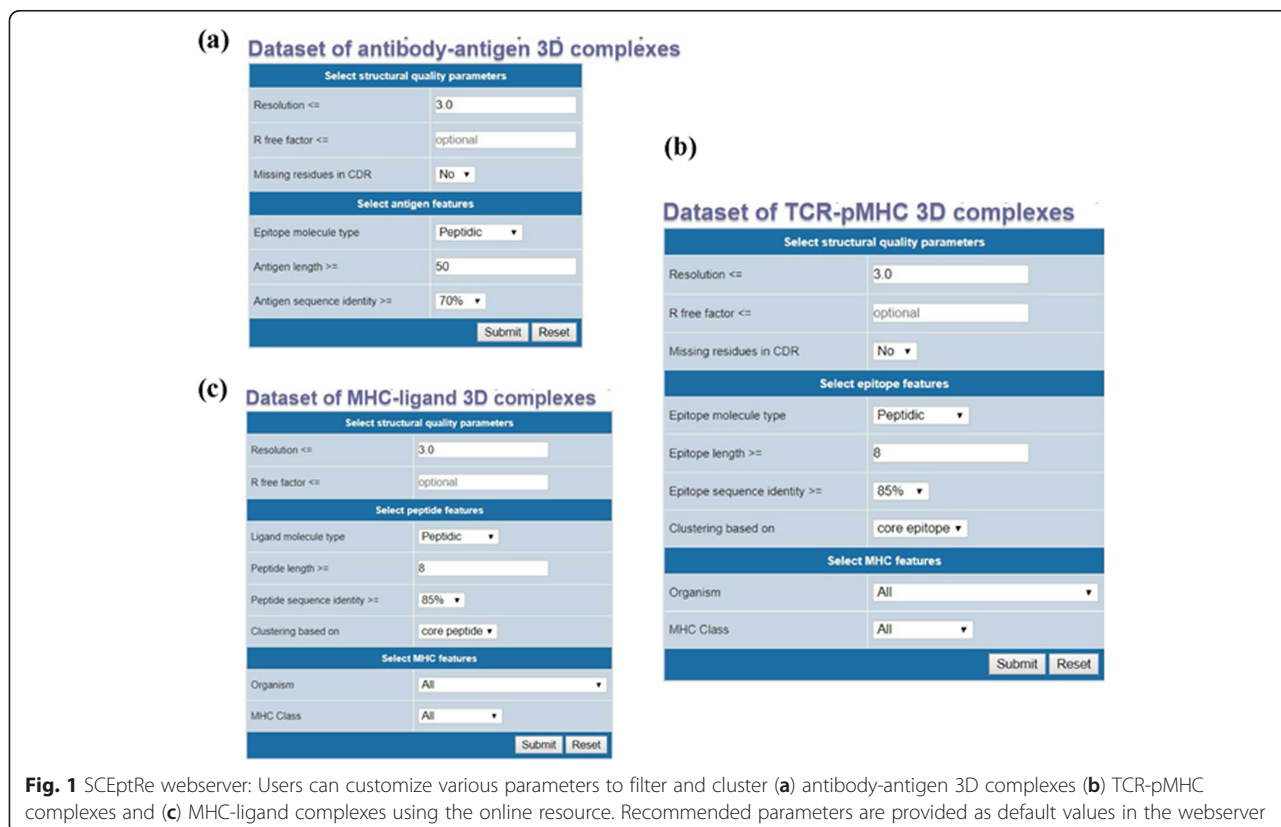 (a) Dataset of antibody-antigen 3D complexes
Select structural quality parameters
Resolution <= 3.0
R free factor <= optional
Missing residues in CDR No
Select antigen features
Epitope molecule type Peptidic
Antigen length >= 50
Antigen sequence identity >= 70%
Submit Reset
(b)
Dataset of TCR-pMHC 3D complexes
Select structural quality parameters
Resolution <= 3.0
R free factor <= optional
Missing residues in CDR No
Select epitope features
Epitope molecule type Peptidic
Epitope length >= 8
Epitope sequence identity >= 85%
Clustering based on core epitope
Select MHC features
Organism All
MHC Class All
Submit Reset
(c) Dataset of MHC-ligand 3D complexes
Select structural quality parameters
Resolution <= 3.0
R free factor <= optional
Select peptide features
Ligand molecule type Peptidic
Peptide length >= 8
Peptide sequence identity >= 85%
Clustering based on core peptide
Select MHC features
Organism All
MHC Class All
Submit Reset
Fig. 1 SCEptRe webserver: Users can customize various parameters to filter and cluster (a) antibody-antigen 3D complexes (b) TCR-pMHC
complexes and (c) MHC-ligand complexes using the online resource. Recommended parameters are provided as default values in the webserver